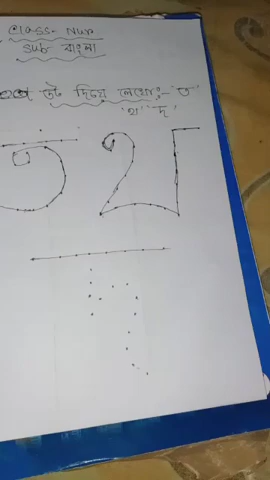 Class:- Nur
Sub বাংলা
ডট দিয়ে লেখো:- 'ত'
'থ' 'দ'
ত থ
দ